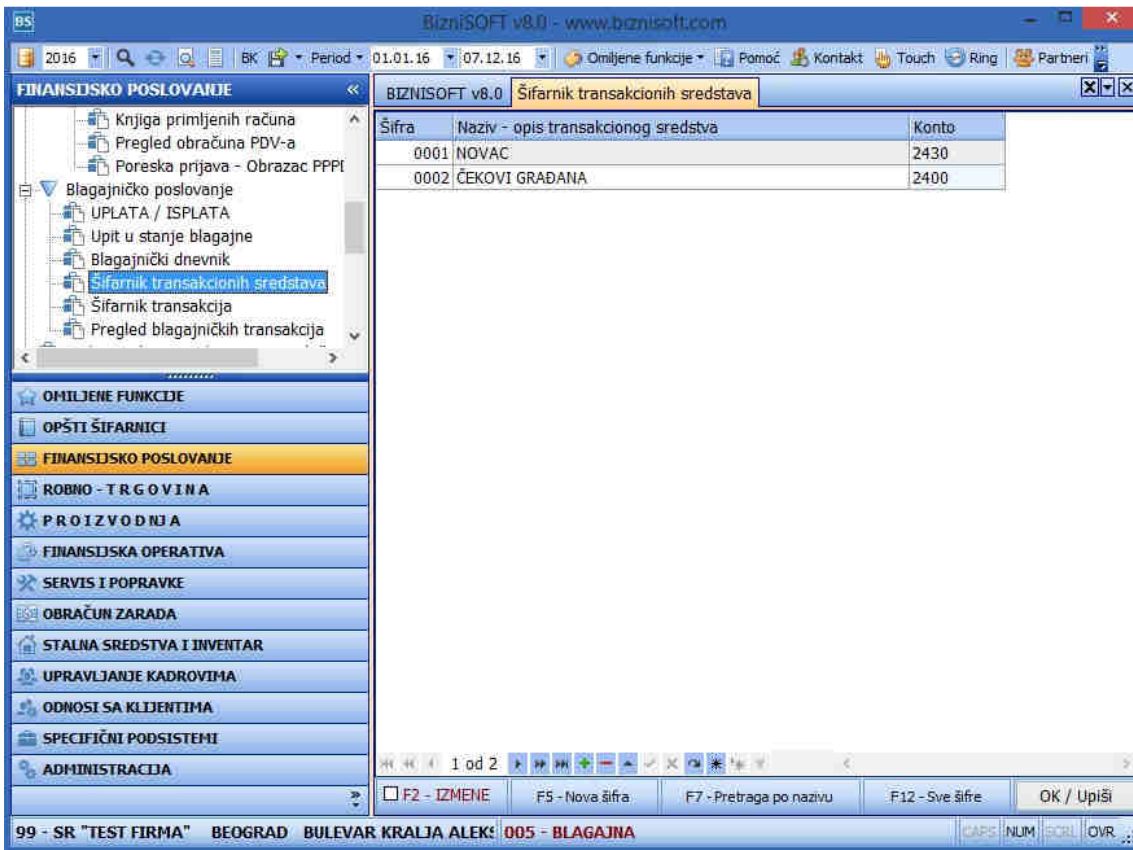 BS BizniSOFT v8.0 - www.biznisoft.com
2016 BK Period 01.01.16 07.12.16 Omiljene funkcije Pomoć Kontakt Touch Ring Partneri
FINANSIJSKO POSLOVANJE «
BIZNISOFT v8.0 Šifarnik transakcionih sredstava
Knjiga primljenih računa
Pregled obračuna PDV-a
Poreska prijava - Obrazac PPPI
Blagajničko poslovanje
UPLATA / ISPLATA
Upit u stanje blagajne
Blagajnički dnevnik
Šifarnik transakcionih sredstava
Šifarnik transakcija
Pregled blagajničkih transakcija
OMILJENE FUNKCIJE
OPŠTI ŠIFARNICI
FINANSIJSKO POSLOVANJE
ROBNO - T R G O V I N A
P R O I Z V O D NJ A
FINANSIJSKA OPERATIVA
SERVIS I POPRAVKE
OBRAČUN ZARADA
STALNA SREDSTVA I INVENTAR
UPRAVLJANJE KADROVIMA
ODNOSI SA KLIJENTIMA
SPECIFIČNI PODSISTEMI
ADMINISTRACIJA
Šifra Naziv - opis transakcionog sredstva Konto
0001 NOVAC 2430
0002 ČEKOVI GRAĐANA 2400
1 od 2
F2 - IZMENE F5 - Nova šifra F7 - Pretraga po nazivu F12 - Sve šifre OK / Upiši
99 - SR "TEST FIRMA" BEOGRAD BULEVAR KRALJA ALEKS 005 - BLAGAJNA CAPS NUM SCRL OVR